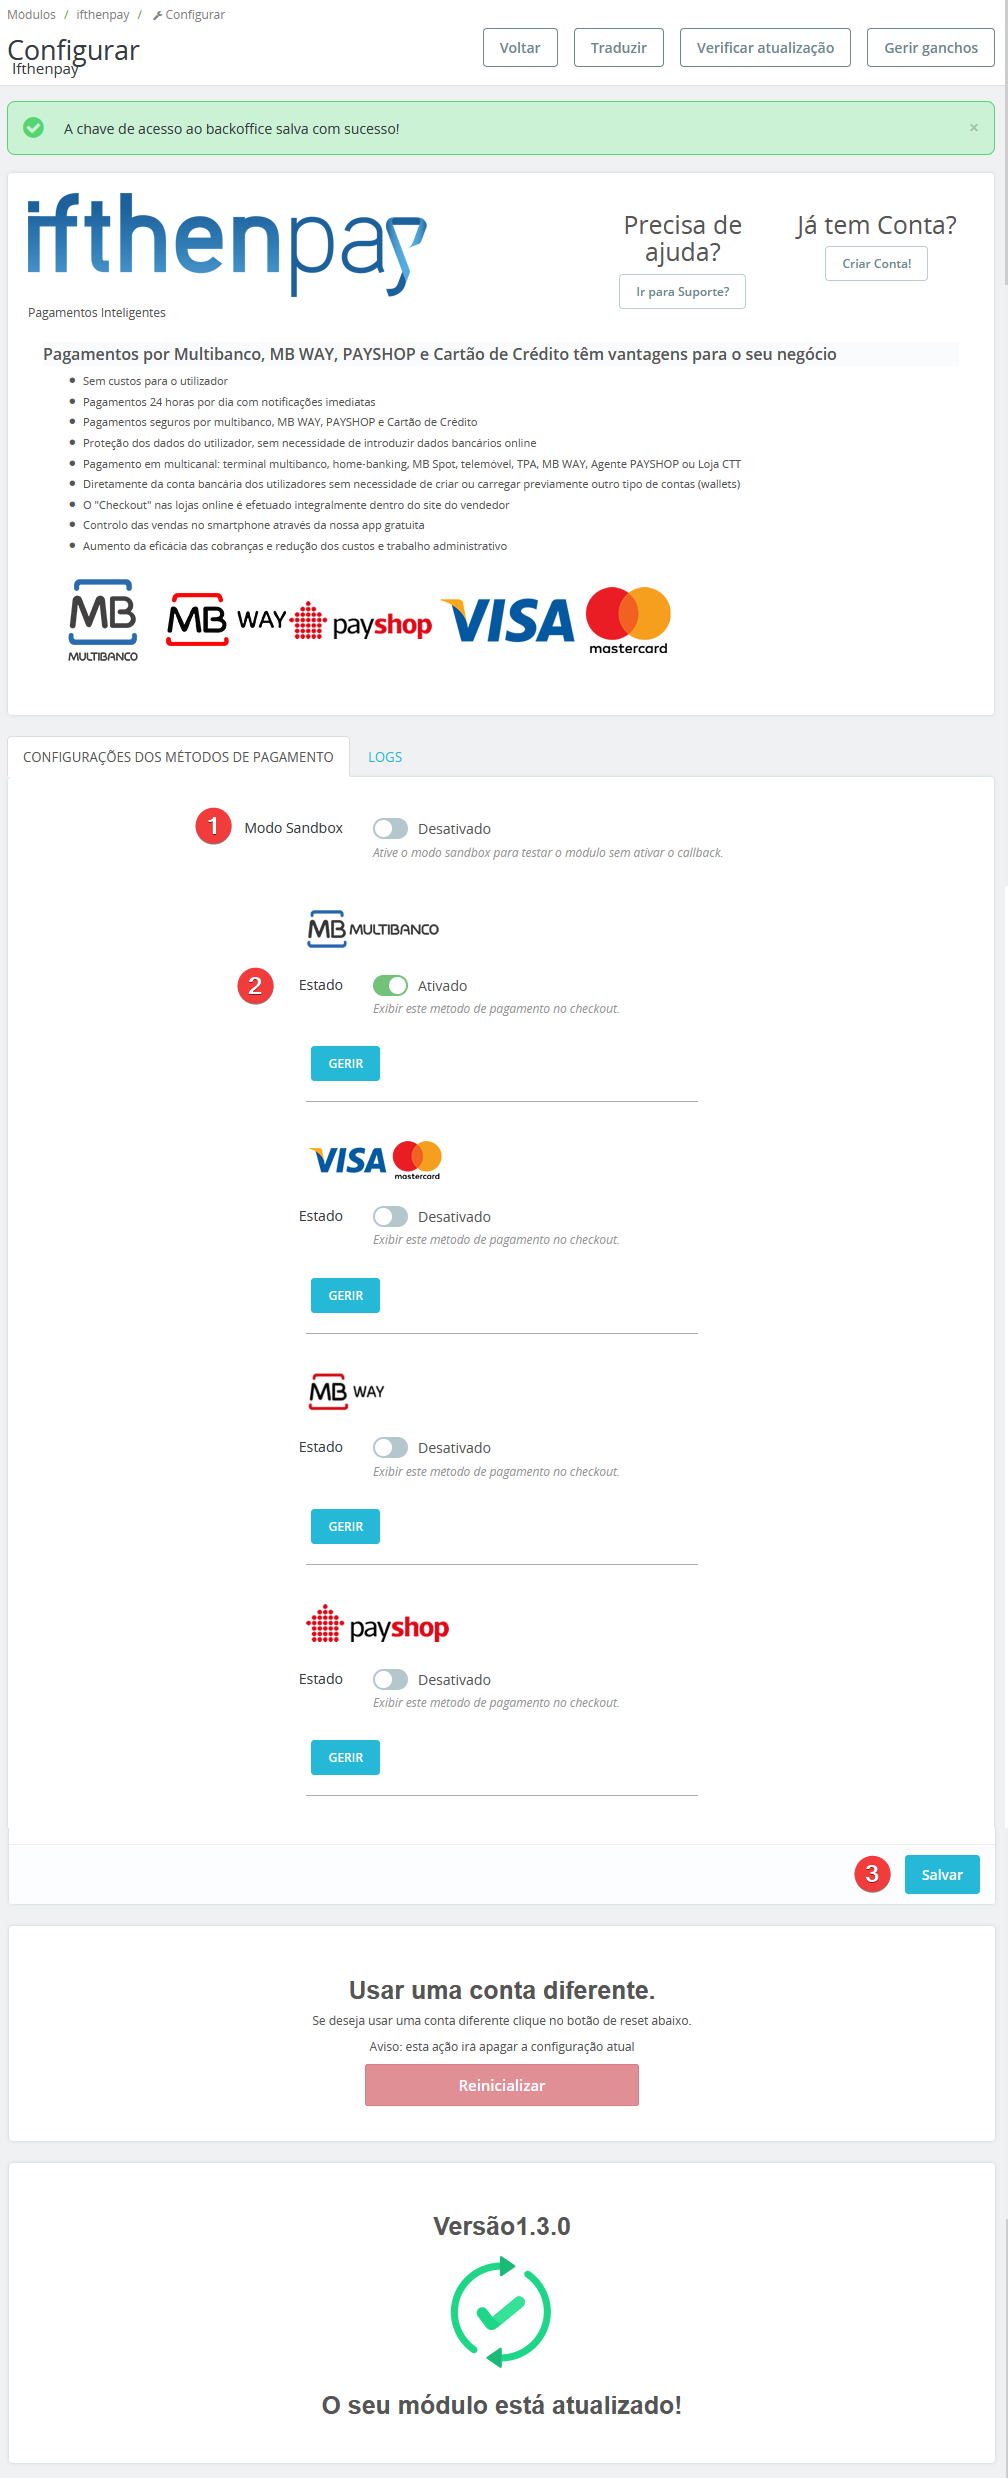 Módulos / ifthenpay / Configurar
Configurar
Ifthenpay
Voltar
Traduzir
Verificar atualização
Gerir ganchos
A chave de acesso ao backoffice salva com sucesso!
×
ifthenpay
Pagamentos Inteligentes
Precisa de
ajuda?
Ir para Suporte?
Já tem Conta?
Criar Conta!
Pagamentos por Multibanco, MB WAY, PAYSHOP e Cartão de Crédito têm vantagens para o seu negócio
Sem custos para o utilizador
Pagamentos 24 horas por dia com notificações imediatas
Pagamentos seguros por multibanco, MB WAY, PAYSHOP e Cartão de Crédito
Proteção dos dados do utilizador, sem necessidade de introduzir dados bancários online
Pagamento em multicanal: terminal multibanco, home-banking, MB Spot, telemóvel, TPA, MB WAY, Agente PAYSHOP ou Loja CTT
Diretamente da conta bancária dos utilizadores sem necessidade de criar ou carregar previamente outro tipo de contas (wallets)
O "Checkout" nas lojas online é efetuado integralmente dentro do site do vendedor
Controlo das vendas no smartphone através da nossa app gratuita
Aumento da eficácia das cobranças e redução dos custos e trabalho administrativo
MB
MULTIBANCO
MB WAY
payshop
VISA
mastercard
CONFIGURAÇÕES DOS MÉTODOS DE PAGAMENTO
LOGS
1 Modo Sandbox Desativado
Ative o modo sandbox para testar o módulo sem ativar o callback.
MB MULTIBANCO
2 Estado Ativado
Exibir este método de pagamento no checkout.
GERIR
VISA mastercard
Estado Desativado
Exibir este método de pagamento no checkout.
GERIR
MB WAY
Estado Desativado
Exibir este método de pagamento no checkout.
GERIR
payshop
Estado Desativado
Exibir este método de pagamento no checkout.
GERIR
3 Salvar
Usar uma conta diferente.
Se deseja usar uma conta diferente clique no botão de reset abaixo.
Aviso: esta ação irá apagar a configuração atual
Reinicializar
Versão1.3.0
O seu módulo está atualizado!